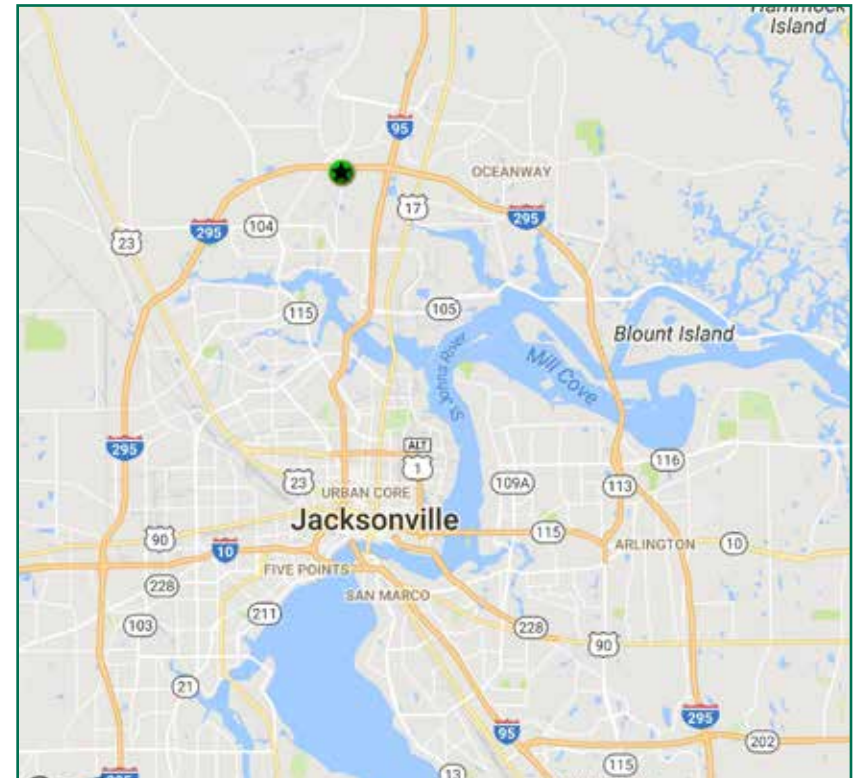 Hammock
Island
95
OCEANWAY
17
295
104
295
23
115
105
Blount Island
St Johns River
Mill Cove
295
ALT
1
116
23
109A
113
URBAN CORE
Jacksonville
90
115
10
ARLINGTON
10
FIVE POINTS
228
SAN MARCO
211
103
228
90
21
295
95
202
115
13